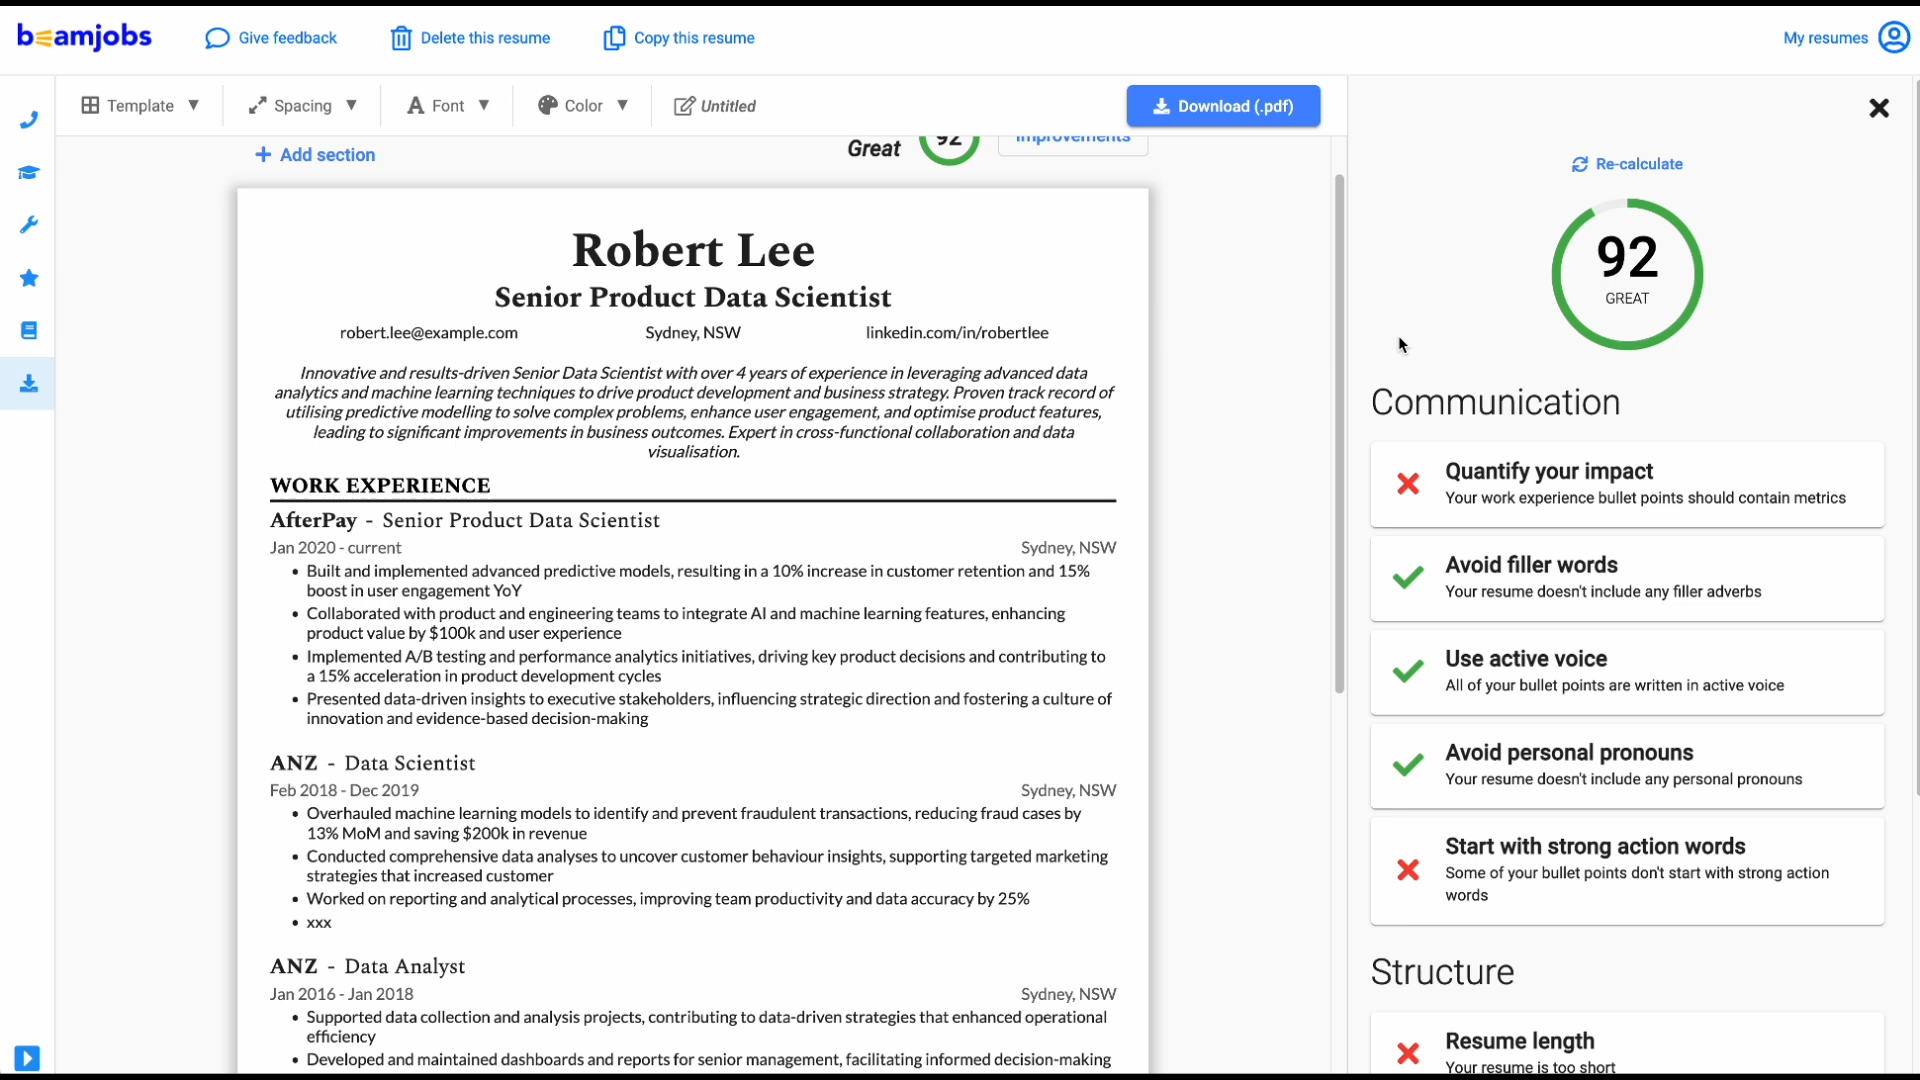 beamjobs
Give feedback
Delete this resume
Copy this resume
My resumes
Template
Spacing
Font
Color
Untitled
Download (.pdf)
+ Add section
Great
92
Improvements
Robert Lee
Senior Product Data Scientist
robert.lee@example.com
Sydney, NSW
linkedin.com/in/robertlee
Innovative and results-driven Senior Data Scientist with over 4 years of experience in leveraging advanced data
analytics and machine learning techniques to drive product development and business strategy. Proven track record of
utilising predictive modelling to solve complex problems, enhance user engagement, and optimise product features,
leading to significant improvements in business outcomes. Expert in cross-functional collaboration and data
visualisation.
WORK EXPERIENCE
AfterPay - Senior Product Data Scientist
Jan 2020 - current
Sydney, NSW
• Built and implemented advanced predictive models, resulting in a 10% increase in customer retention and 15%
boost in user engagement YoY
• Collaborated with product and engineering teams to integrate AI and machine learning features, enhancing
product value by $100k and user experience
• Implemented A/B testing and performance analytics initiatives, driving key product decisions and contributing to
a 15% acceleration in product development cycles
• Presented data-driven insights to executive stakeholders, influencing strategic direction and fostering a culture of
innovation and evidence-based decision-making
ANZ - Data Scientist
Feb 2018 - Dec 2019
Sydney, NSW
• Overhauled machine learning models to identify and prevent fraudulent transactions, reducing fraud cases by
13% MoM and saving $200k in revenue
• Conducted comprehensive data analyses to uncover customer behaviour insights, supporting targeted marketing
strategies that increased customer
• Worked on reporting and analytical processes, improving team productivity and data accuracy by 25%
• xxx
ANZ - Data Analyst
Jan 2016 - Jan 2018
Sydney, NSW
• Supported data collection and analysis projects, contributing to data-driven strategies that enhanced operational
efficiency
• Developed and maintained dashboards and reports for senior management, facilitating informed decision-making
Re-calculate
92
GREAT
Communication
Quantify your impact
Your work experience bullet points should contain metrics
Avoid filler words
Your resume doesn't include any filler adverbs
Use active voice
All of your bullet points are written in active voice
Avoid personal pronouns
Your resume doesn't include any personal pronouns
Start with strong action words
Some of your bullet points don't start with strong action
words
Structure
Resume length
Your resume is too short